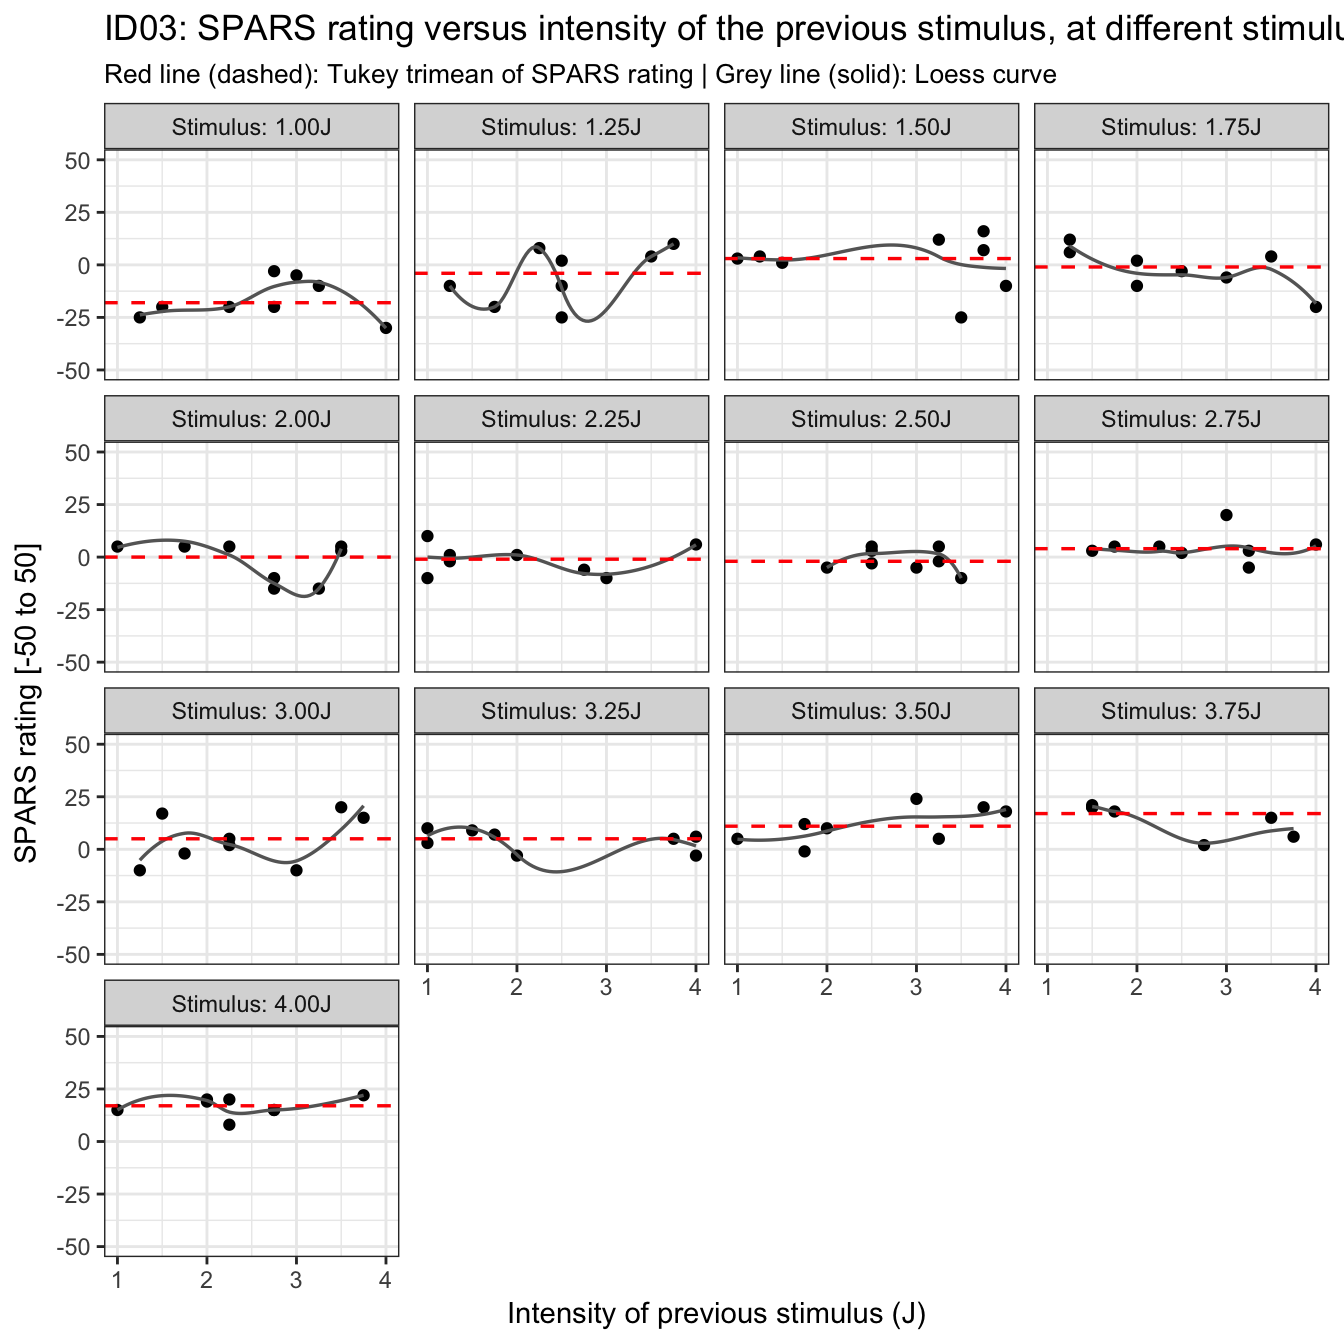 ID03: SPARS rating versus intensity of the previous stimulus, at different
Red line (dashed): Tukey trimean of SPARS rating | Grey line (solid): Loess curve
Stimulus: 1.00J Stimulus: 1.25J Stimulus: 1.50J Stimulus: 1.75J
50
25
0
-25
-50
Stimulus: 2.00J Stimulus: 2.25J Stimulus: 2.50J Stimulus: 2.75J
50
25
0
-25
-50
SPARS rating [-50 to 50]
Stimulus: 3.00J Stimulus: 3.25J Stimulus: 3.50J Stimulus: 3.75J
50
25
0
-25
-50
1 2 3 4 1 2 3 4 1 2 3 4
Stimulus: 4.00J
50
25
0
-25
-50
1 2 3 4
Intensity of previous stimulus (J)